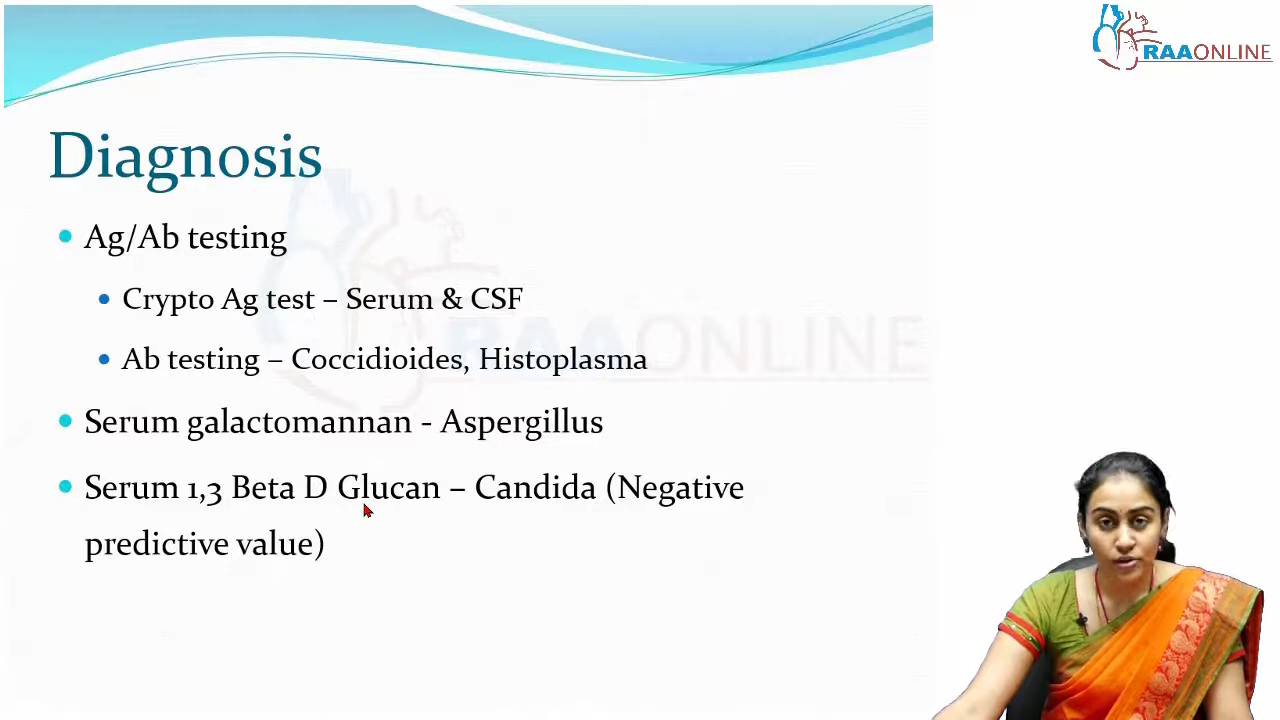 RAAONLINE
Diagnosis
Ag/Ab testing
Crypto Ag test – Serum & CSF
Ab testing – Coccidioides, Histoplasma
RAAONLINE
Serum galactomannan - Aspergillus
Serum 1,3 Beta D Glucan – Candida (Negative
predictive value)